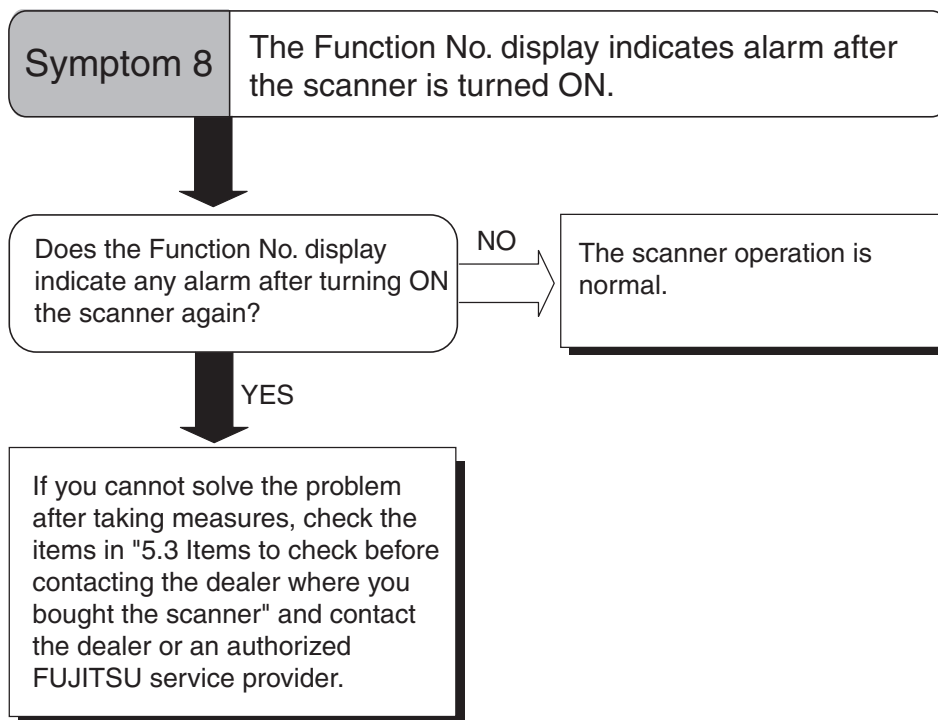 Symptom 8
The Function No. display indicates alarm after
the scanner is turned ON.
Does the Function No. display
indicate any alarm after turning ON
the scanner again?
NO
The scanner operation is
normal.
YES
If you cannot solve the problem
after taking measures, check the
items in "5.3 Items to check before
contacting the dealer where you
bought the scanner" and contact
the dealer or an authorized
FUJITSU service provider.